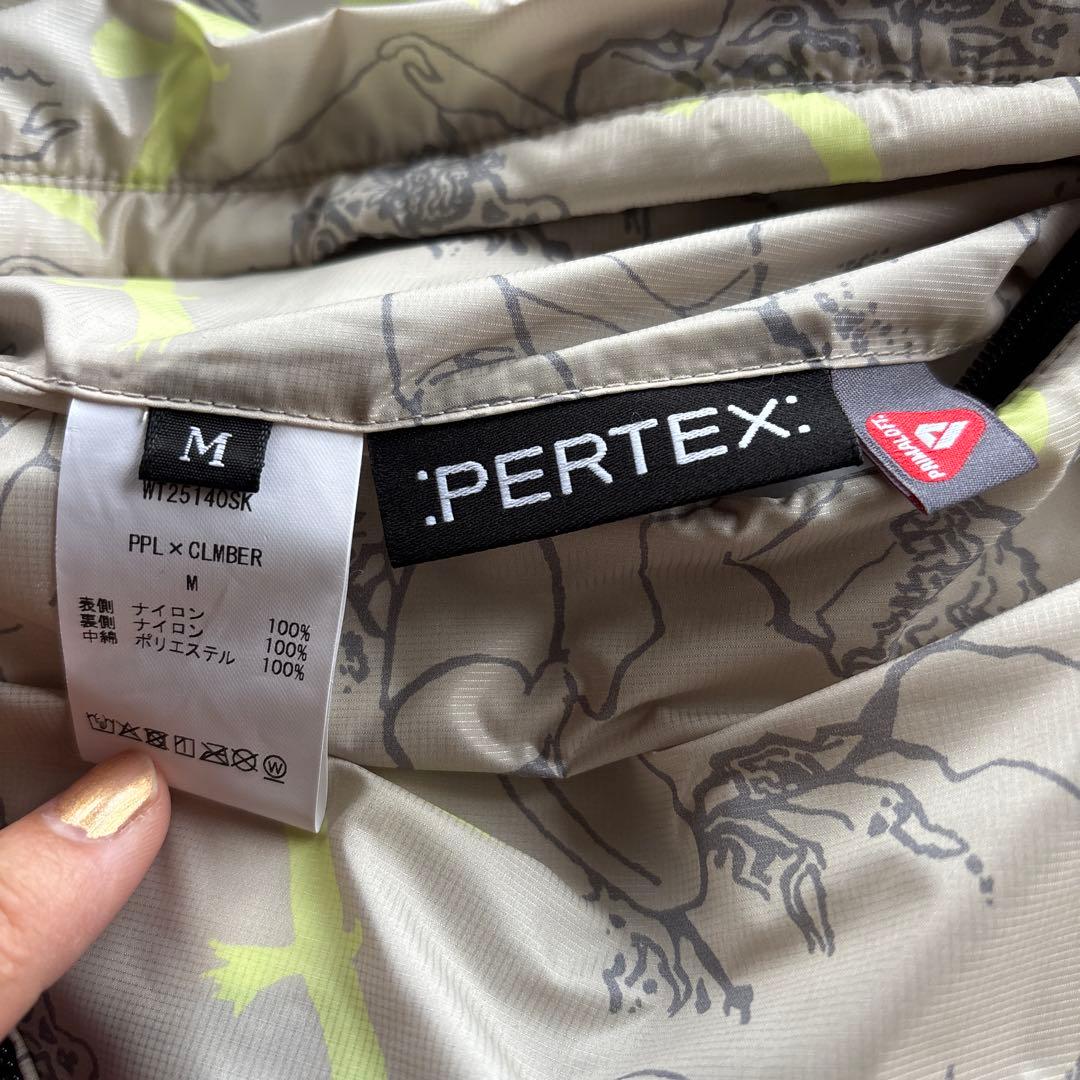 M
WT25140SK
PPL×CLMBER
M
表側 ナイロン 100%
裏側 ナイロン 100%
中綿 ポリエステル 100%
W
:PERTEX:
PRIMALOFT.